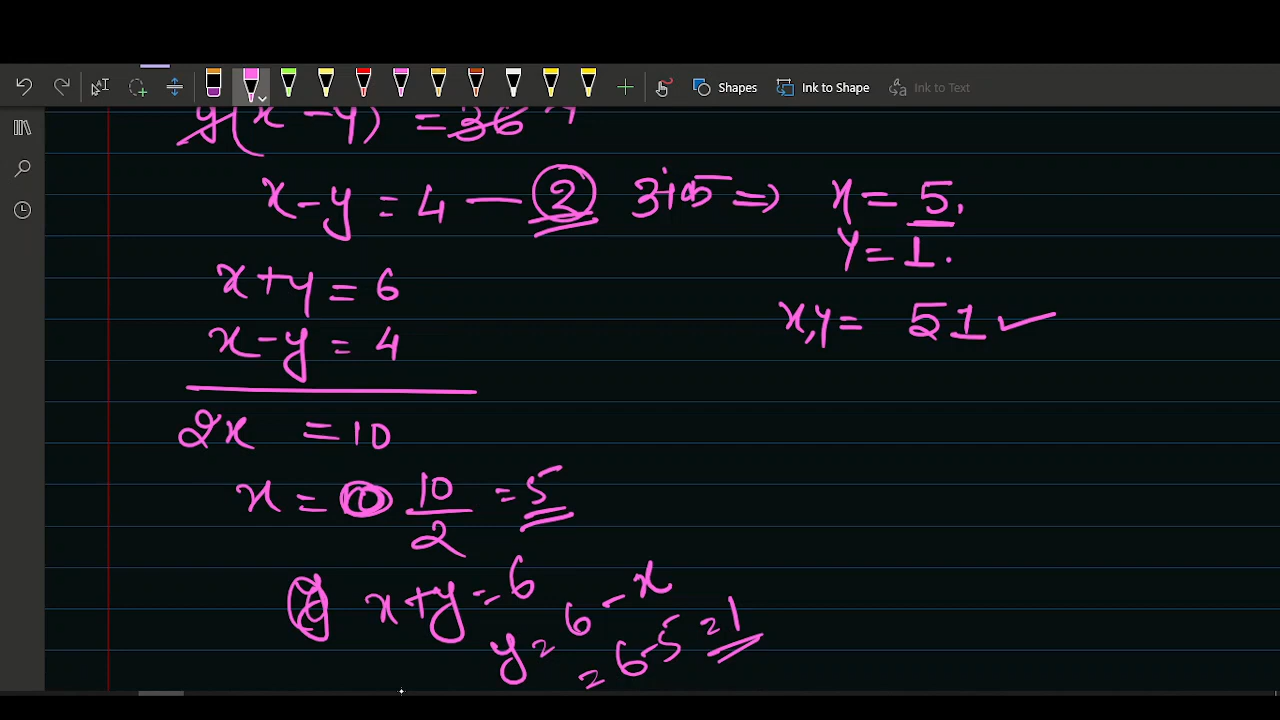 Shapes Ink to Shape Ink to Text
y(x - y) = 36
x - y = 4 — 2 ⇒ x = 5.
y = 1.
x + y = 6
x, y = 51 ✓
x - y = 4
2x = 10
x = 10/2 = 5
x + y = 6
y = 6 - x
= 6 - 5 = 1